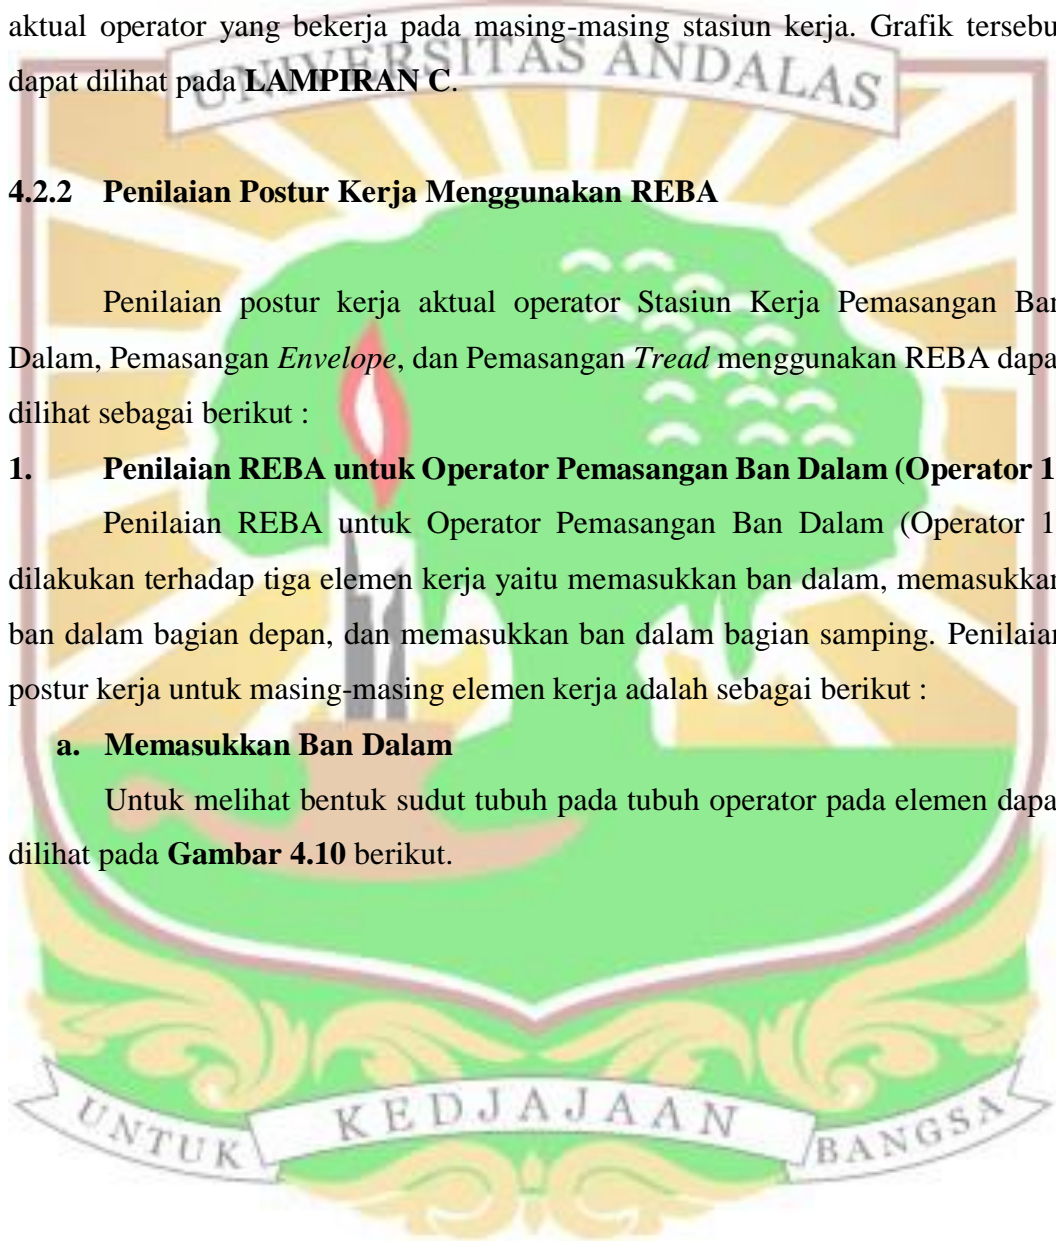 aktual operator yang bekerja pada masing-masing stasiun kerja. Grafik tersebu
dapat dilihat pada LAMPIRAN C.
UNIVERSITAS ANDALAS
4.2.2 Penilaian Postur Kerja Menggunakan REBA
Penilaian postur kerja aktual operator Stasiun Kerja Pemasangan Ban
Dalam, Pemasangan Envelope, dan Pemasangan Tread menggunakan REBA dapa
dilihat sebagai berikut :
1. Penilaian REBA untuk Operator Pemasangan Ban Dalam (Operator 1
Penilaian REBA untuk Operator Pemasangan Ban Dalam (Operator 1
dilakukan terhadap tiga elemen kerja yaitu memasukkan ban dalam, memasukkan
ban dalam bagian depan, dan memasukkan ban dalam bagian samping. Penilaian
postur kerja untuk masing-masing elemen kerja adalah sebagai berikut :
a. Memasukkan Ban Dalam
Untuk melihat bentuk sudut tubuh pada tubuh operator pada elemen dapa
dilihat pada Gambar 4.10 berikut.
UNTUK KEDJAJAAN BANGSA